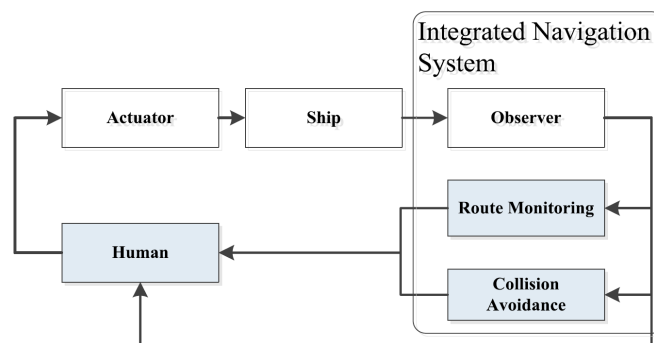 Integrated Navigation
System
Actuator
Ship
Observer
Route Monitoring
Human
Collision
Avoidance